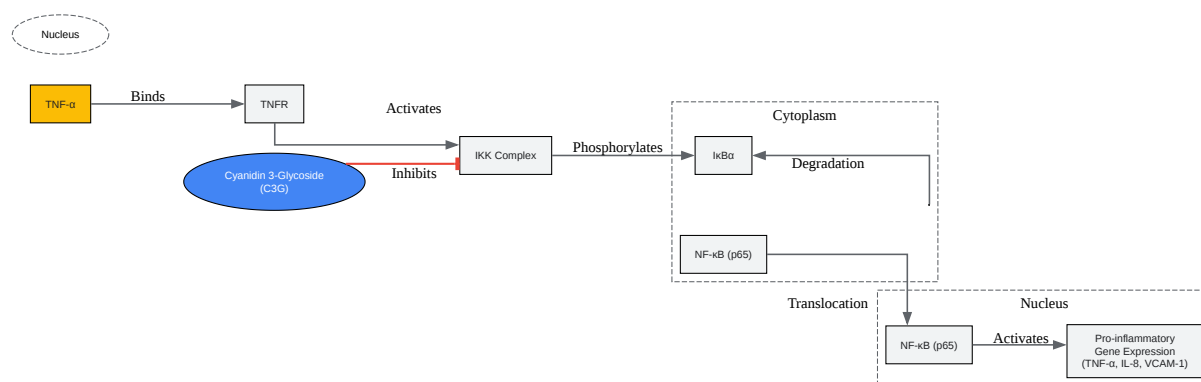 Nucleus
TNF-α
Binds
TNFR
Activates
Cyanidin 3-Glycoside
(C3G)
Inhibits
IKK Complex
Phosphorylates
Cytoplasm
IκBα
Degradation
NF-κB (p65)
Translocation
Nucleus
NF-κB (p65)
Activates
Pro-inflammatory
Gene Expression
(TNF-α, IL-8, VCAM-1)